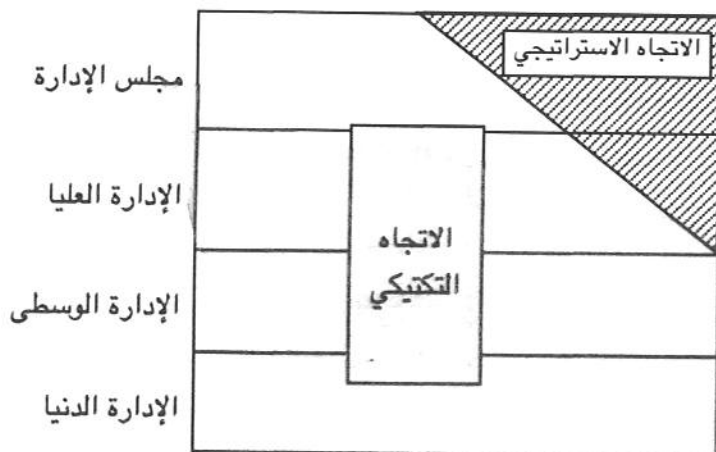 الاتجاه الاستراتيجي
مجلس الإدارة
الإدارة العليا
الاتجاه
التكتيكي
الإدارة الوسطى
الإدارة الدنيا